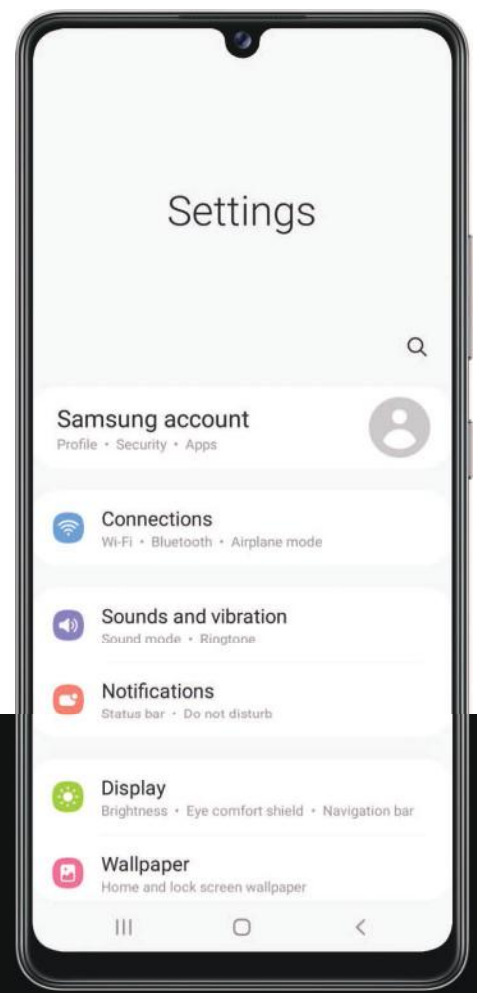 Settings
Samsung account
Profile • Security • Apps
Connections
Wi-Fi • Bluetooth • Airplane mode
Sounds and vibration
Sound mode • Ringtone
Notifications
Status bar • Do not disturb
Display
Brightness • Eye comfort shield • Navigation bar
Wallpaper
Home and lock screen wallpaper